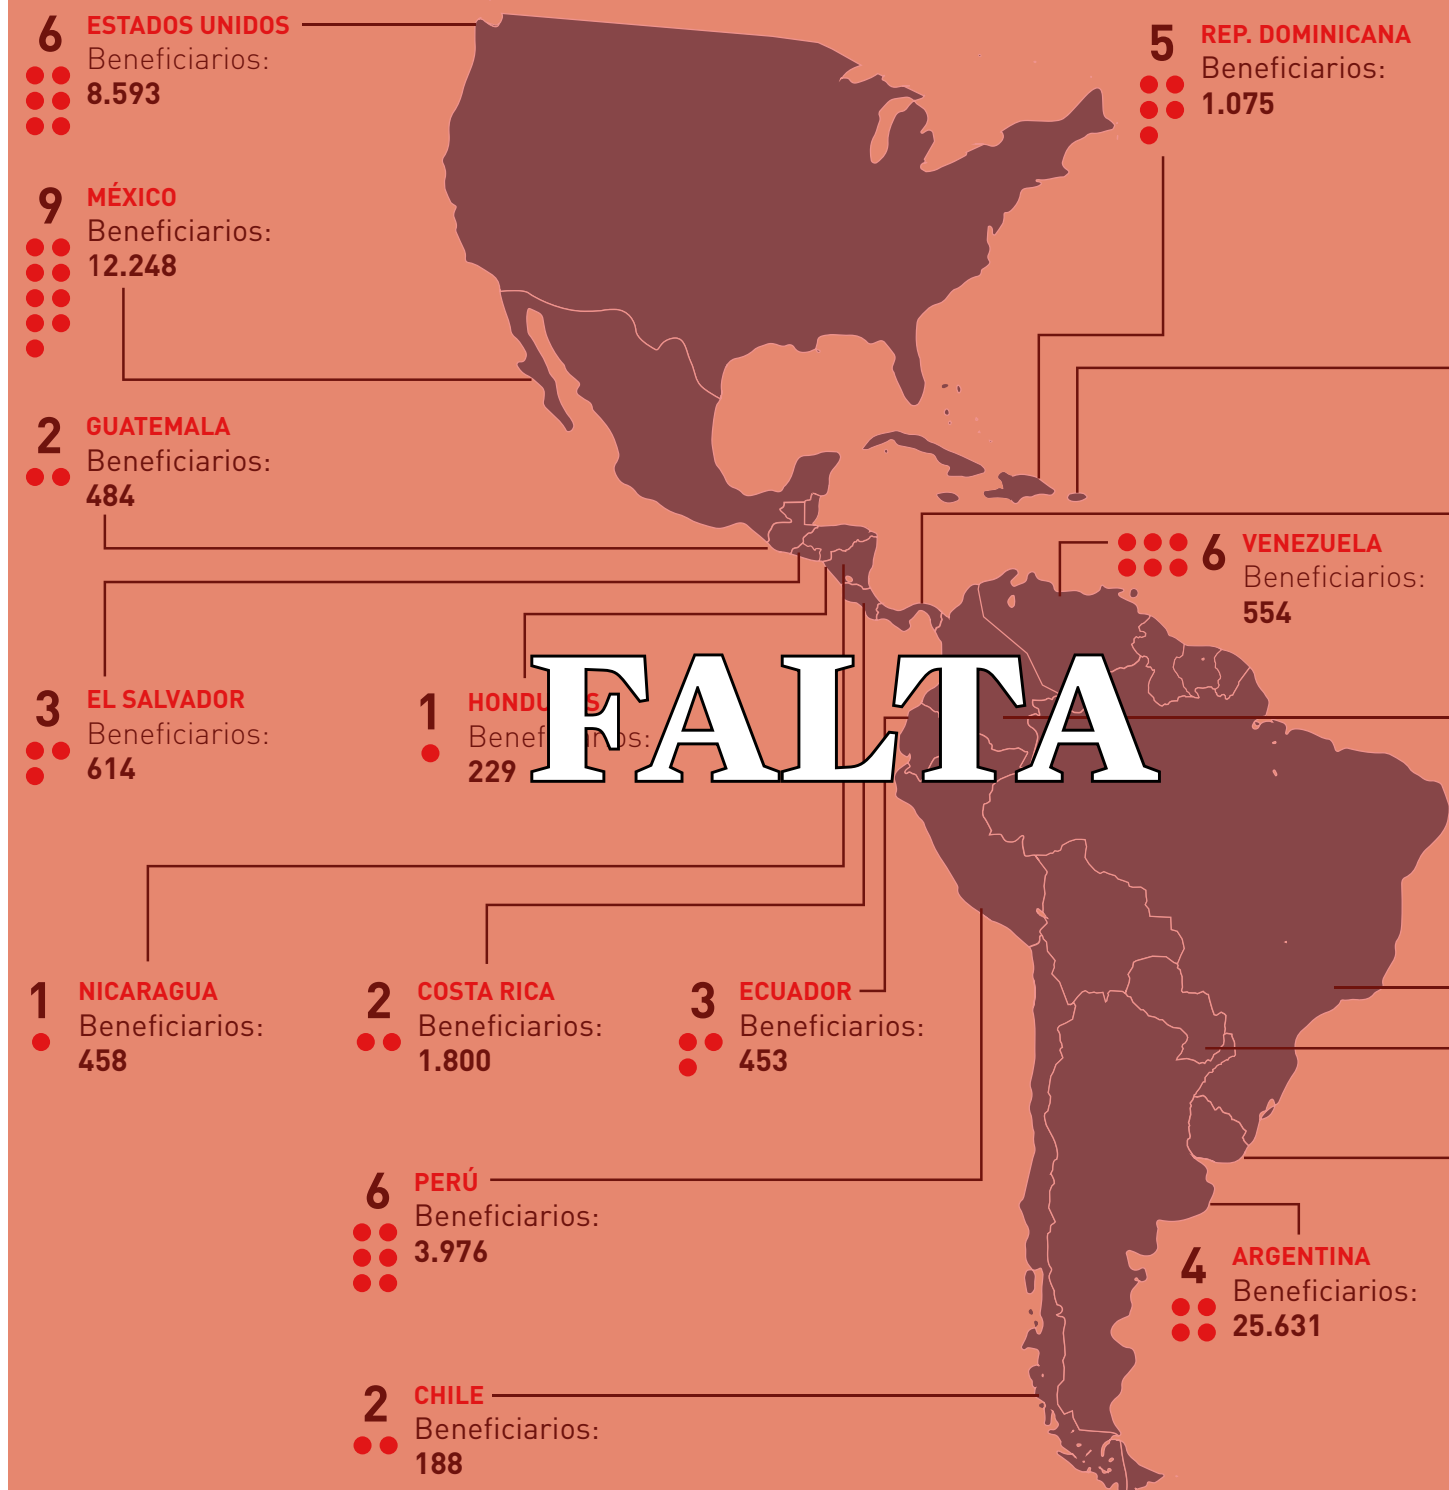 6 ESTADOS UNIDOS
Beneficiarios:
8.593
5 REP. DOMINICANA
Beneficiarios:
1.075
9 MÉXICO
Beneficiarios:
12.248
2 GUATEMALA
Beneficiarios:
484
6 VENEZUELA
Beneficiarios:
554
FALTA
3 EL SALVADOR
Beneficiarios:
614
1
229
1 NICARAGUA
Beneficiarios:
458
2 COSTA RICA
Beneficiarios:
1.800
3 ECUADOR
Beneficiarios:
453
6 PERÚ
Beneficiarios:
3.976
4 ARGENTINA
Beneficiarios:
25.631
2 CHILE
Beneficiarios:
188